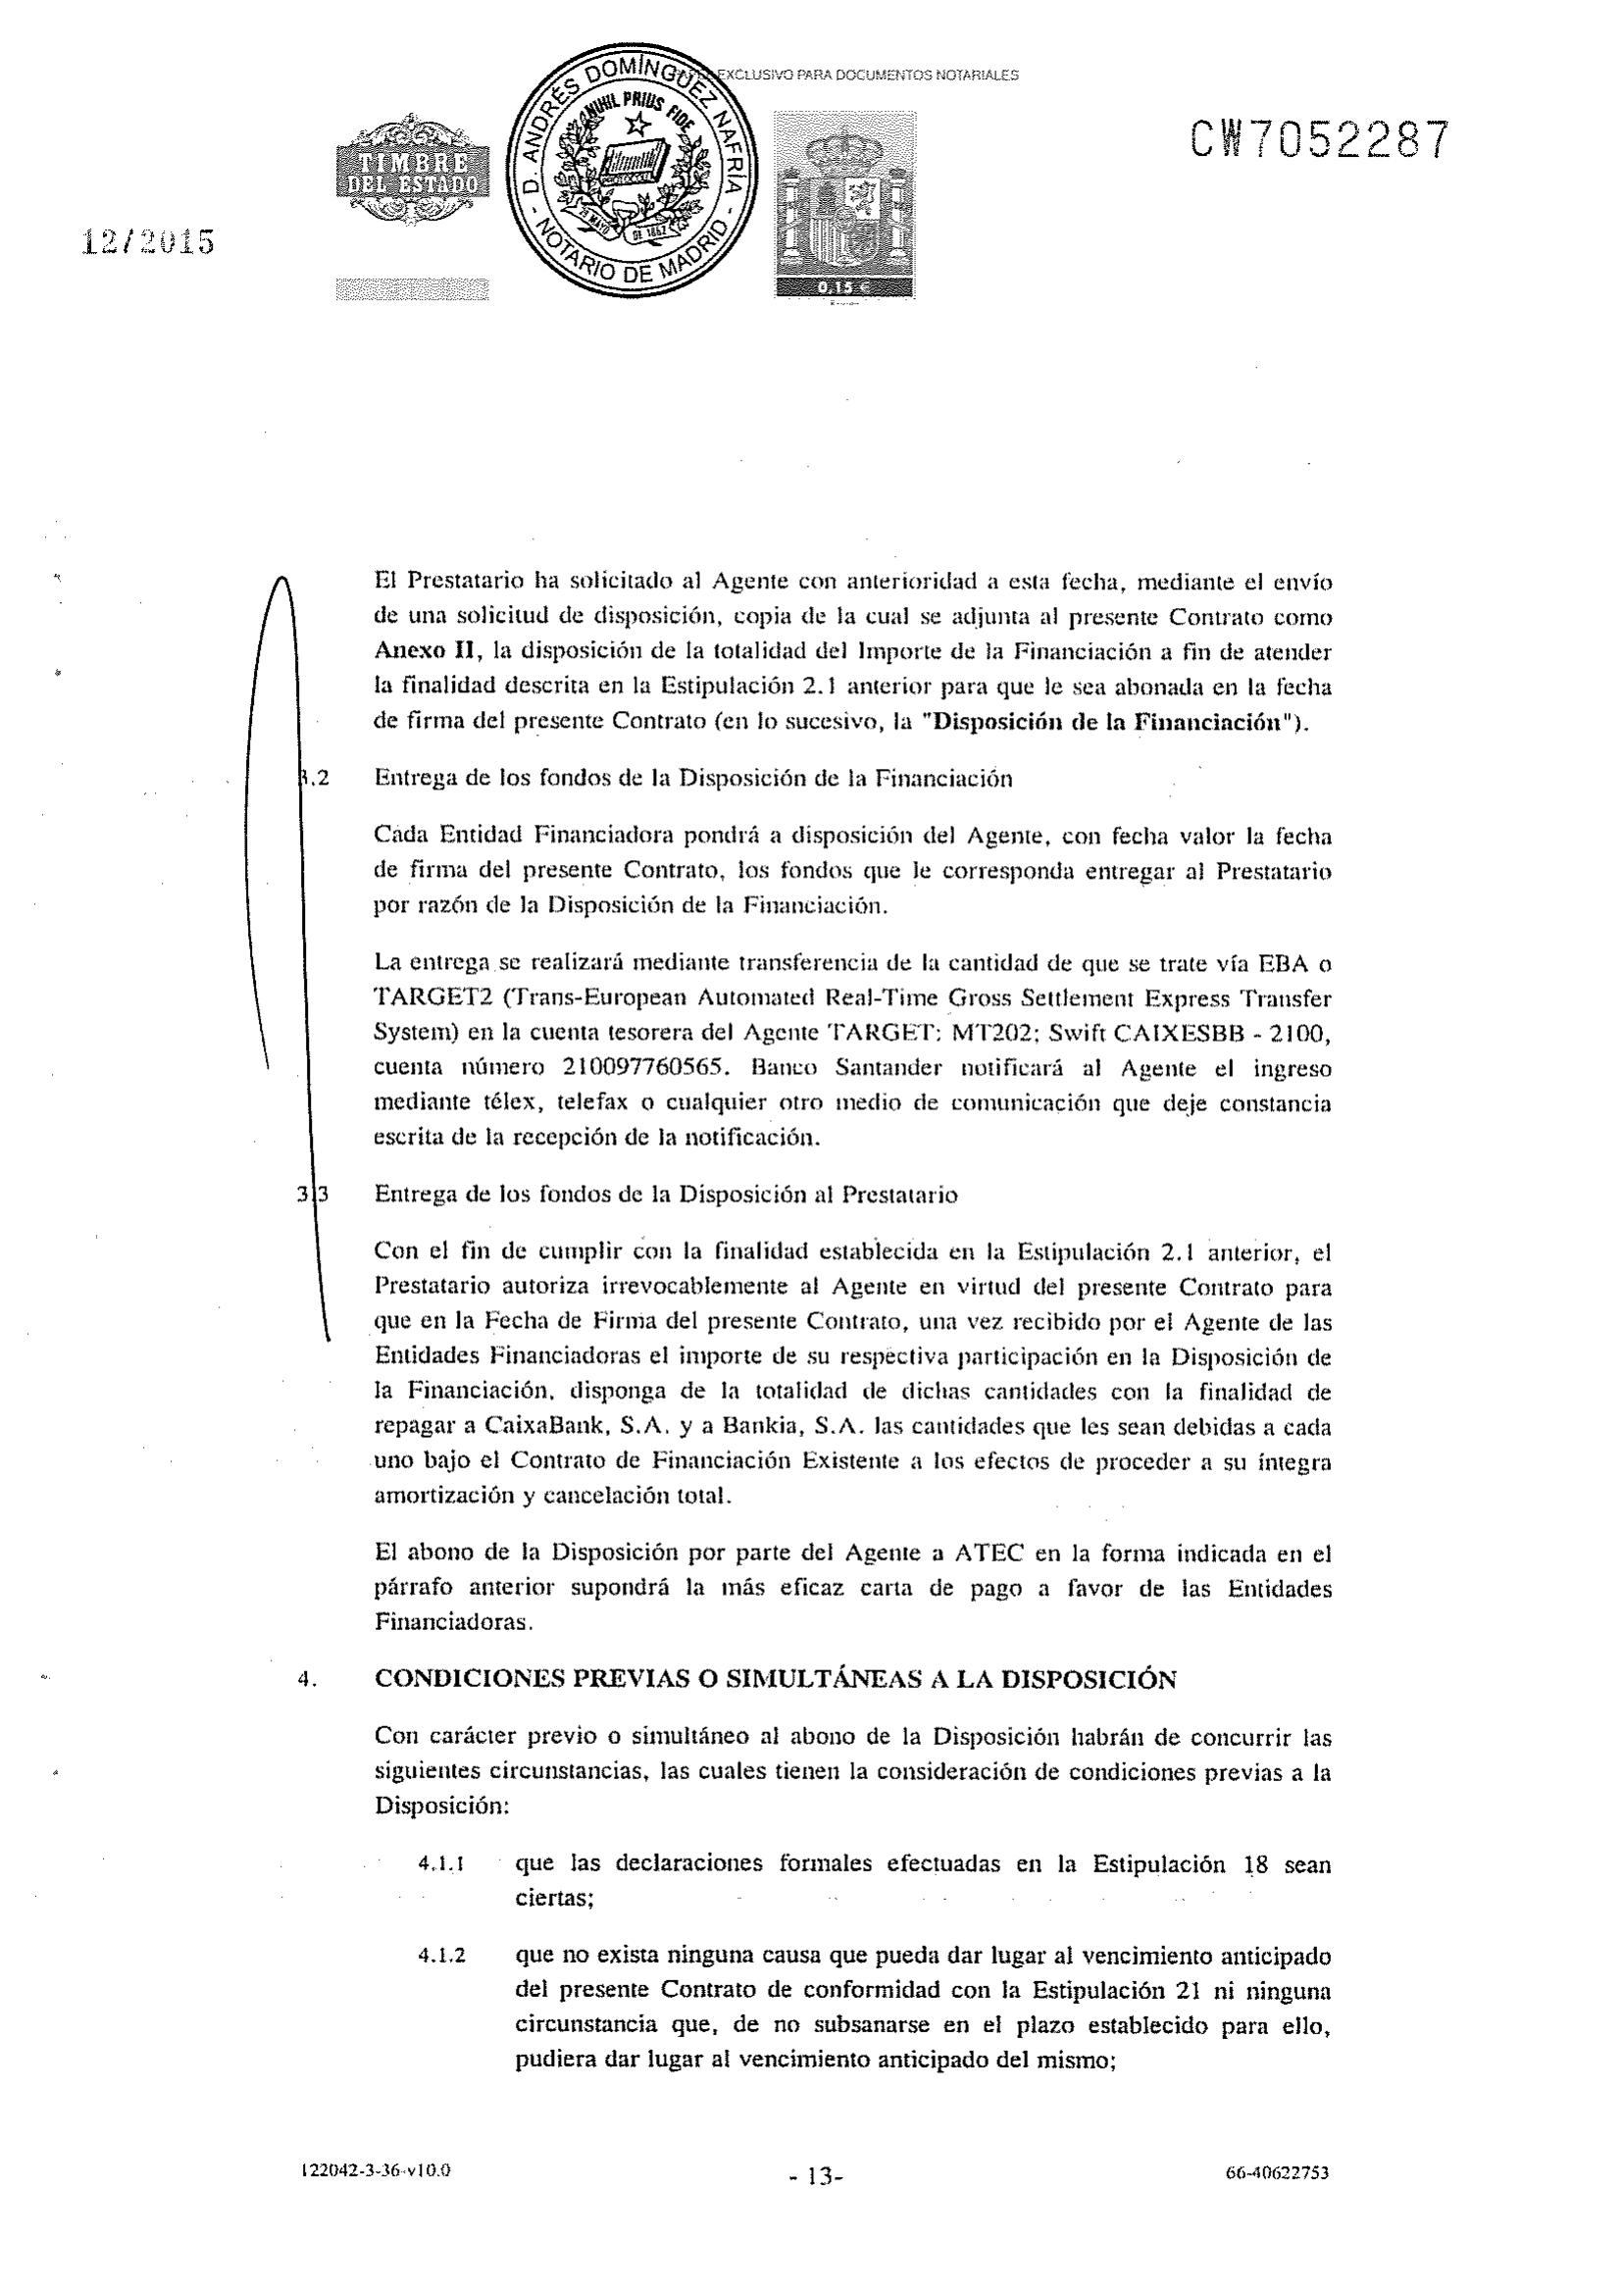 PAPEL EXCLUSIVO PARA DOCUMENTOS NOTARIALES
TIMBRE
DEL ESTADO
D. ANDRÉS DOMÍNGUEZ NAFRÍA
- NOTARIO DE MADRID -
NIHIL PRIUS FIDE
28 MAYO DE 1862
0,15 €
CW7052287
12/2015
El Prestatario ha solicitado al Agente con anterioridad a esta fecha, mediante el envío
de una solicitud de disposición, copia de la cual se adjunta al presente Contrato como
Anexo II, la disposición de la totalidad del Importe de la Financiación a fin de atender
la finalidad descrita en la Estipulación 2.1 anterior para que le sea abonada en la fecha
de firma del presente Contrato (en lo sucesivo, la "Disposición de la Financiación").
3.2 Entrega de los fondos de la Disposición de la Financiación
Cada Entidad Financiadora pondrá a disposición del Agente, con fecha valor la fecha
de firma del presente Contrato, los fondos que le corresponda entregar al Prestatario
por razón de la Disposición de la Financiación.
La entrega se realizará mediante transferencia de la cantidad de que se trate vía EBA o
TARGET2 (Trans-European Automated Real-Time Gross Settlement Express Transfer
System) en la cuenta tesorera del Agente TARGET: MT202; Swift CAIXESBB - 2100,
cuenta número 210097760565. Banco Santander notificará al Agente el ingreso
mediante télex, telefax o cualquier otro medio de comunicación que deje constancia
escrita de la recepción de la notificación.
3.3 Entrega de los fondos de la Disposición al Prestatario
Con el fin de cumplir con la finalidad establecida en la Estipulación 2.1 anterior, el
Prestatario autoriza irrevocablemente al Agente en virtud del presente Contrato para
que en la Fecha de Firma del presente Contrato, una vez recibido por el Agente de las
Entidades Financiadoras el importe de su respectiva participación en la Disposición de
la Financiación, disponga de la totalidad de dichas cantidades con la finalidad de
repagar a CaixaBank, S.A. y a Bankia, S.A. las cantidades que les sean debidas a cada
uno bajo el Contrato de Financiación Existente a los efectos de proceder a su íntegra
amortización y cancelación total.
El abono de la Disposición por parte del Agente a ATEC en la forma indicada en el
párrafo anterior supondrá la más eficaz carta de pago a favor de las Entidades
Financiadoras.
4. CONDICIONES PREVIAS O SIMULTÁNEAS A LA DISPOSICIÓN
Con carácter previo o simultáneo al abono de la Disposición habrán de concurrir las
siguientes circunstancias, las cuales tienen la consideración de condiciones previas a la
Disposición:
4.1.1 que las declaraciones formales efectuadas en la Estipulación 18 sean
ciertas;
4.1.2 que no exista ninguna causa que pueda dar lugar al vencimiento anticipado
del presente Contrato de conformidad con la Estipulación 21 ni ninguna
circunstancia que, de no subsanarse en el plazo establecido para ello,
pudiera dar lugar al vencimiento anticipado del mismo;
122042-3-36-v10.0
- 13-
66-40622753